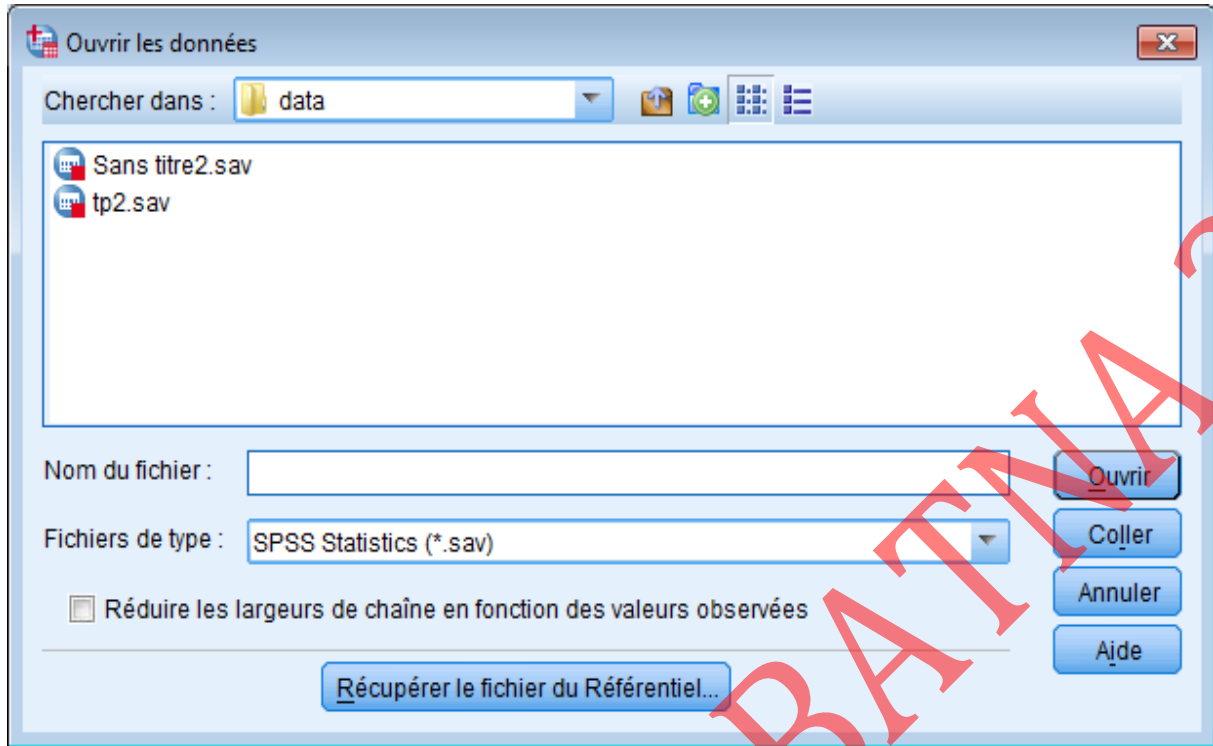 Ouvrir les données
Chercher dans : data
Sans titre2.sav
tp2.sav
Nom du fichier :
Ouvrir
Fichiers de type : SPSS Statistics (*.sav)
Coller
Réduire les largeurs de chaîne en fonction des valeurs observées
Annuler
Aide
Récupérer le fichier du Référentiel...
BATNA